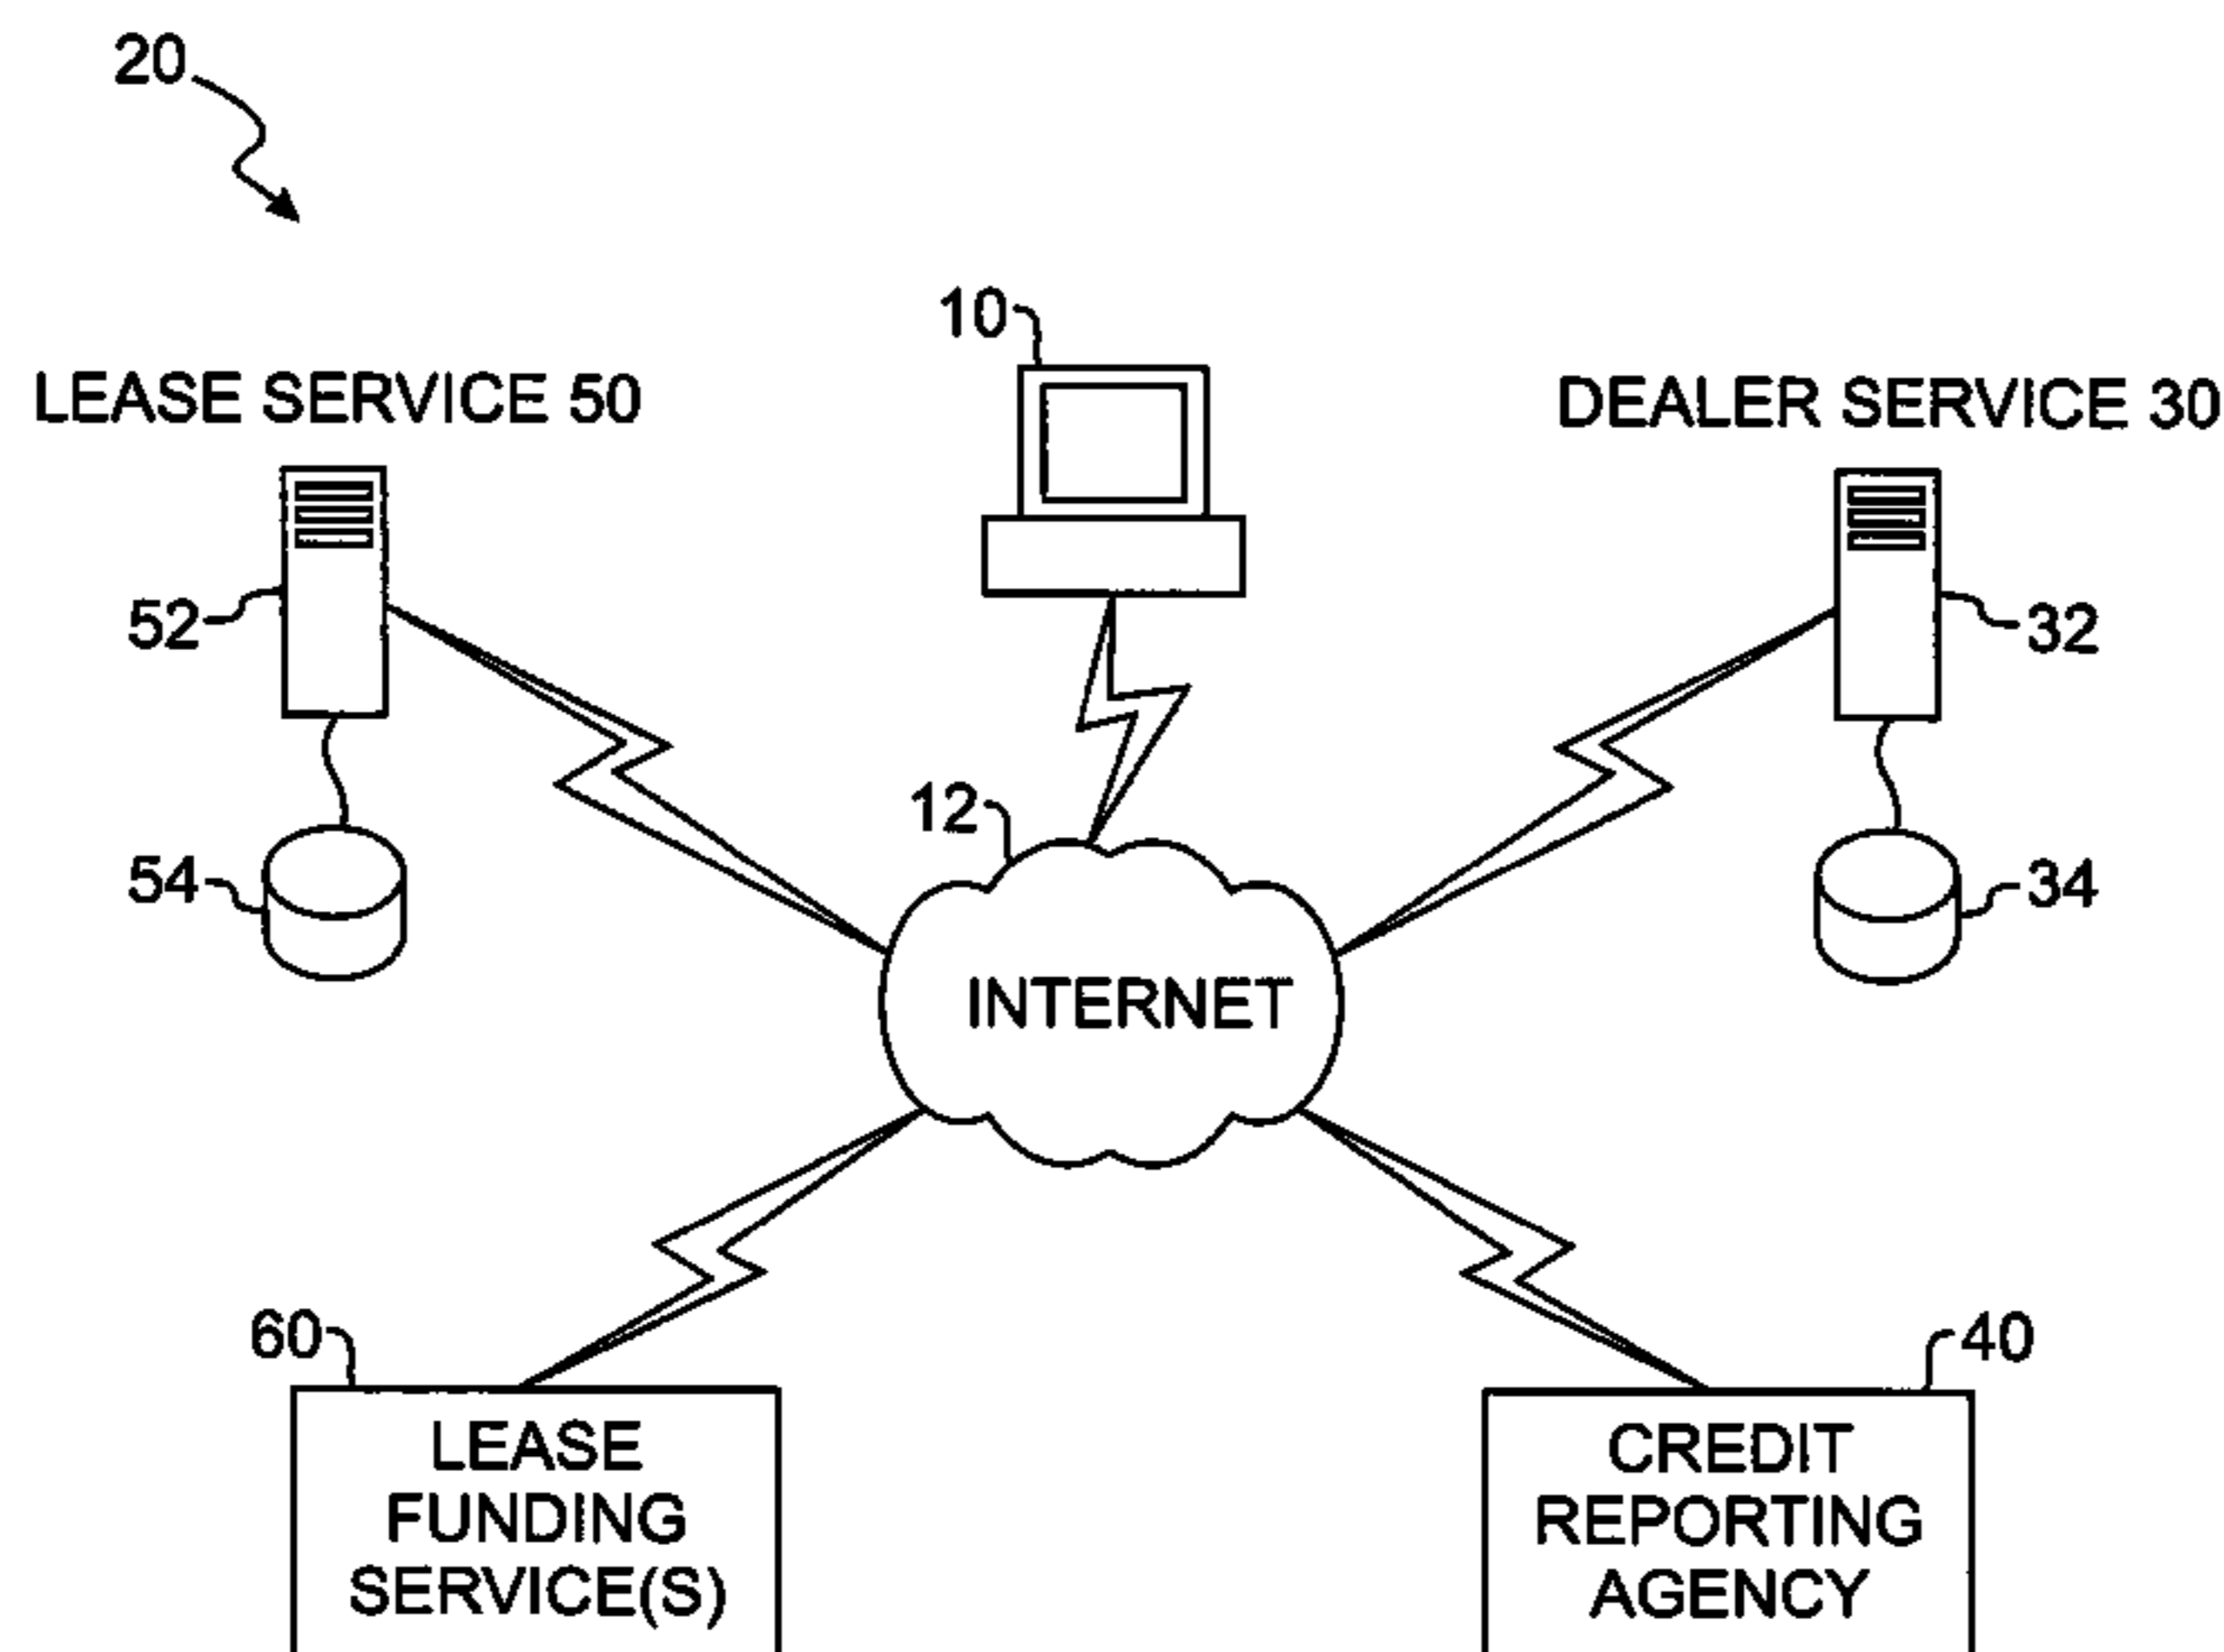 20
10
LEASE SERVICE 50
DEALER SERVICE 30
52
32
12
54
34
INTERNET
60
40
LEASE
FUNDING
SERVICE(S)
CREDIT
REPORTING
AGENCY